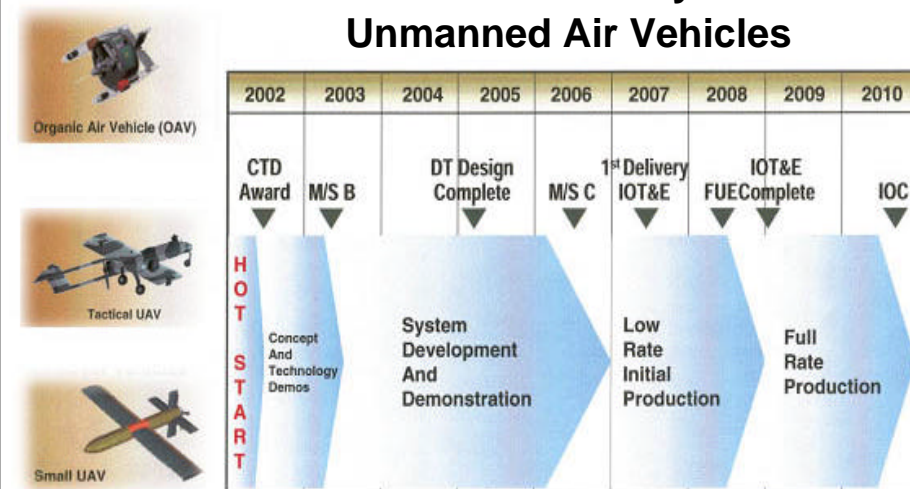 Unmanned Air Vehicles
2002 2003 2004 2005 2006 2007 2008 2009 2010
CTD
Award
M/S B
DT Design
Complete
M/S C
1st Delivery
IOT&E
FUE
IOT&E
Complete
IOC
Organic Air Vehicle (OAV)
Tactical UAV
Small UAV
HOT START
Concept
And
Technology
Demos
System
Development
And
Demonstration
Low
Rate
Initial
Production
Full
Rate
Production